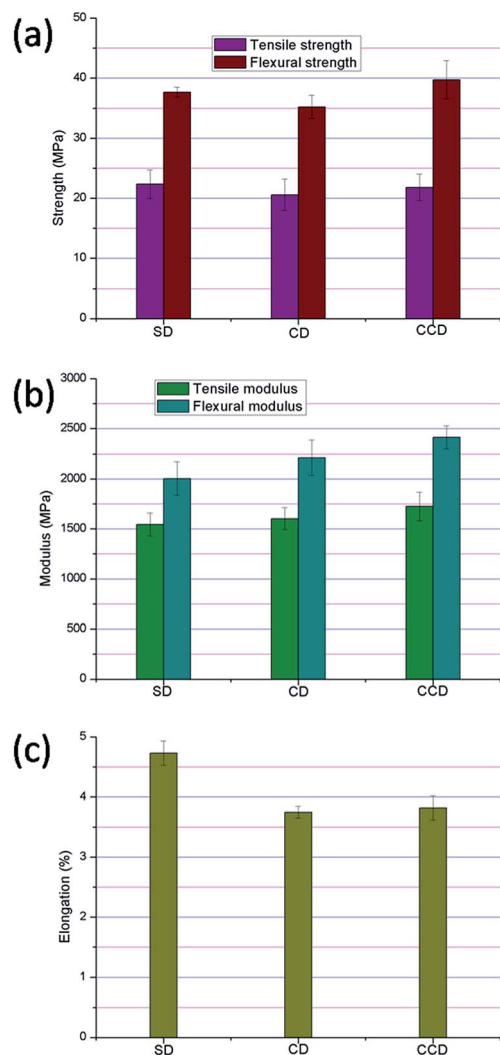 (a)
50
40
30
20
10
0
Strength (MPa)
Tensile strength
Flexural strength
SD CD CCD
(b)
3000
2500
2000
1500
1000
500
0
Modulus (MPa)
Tensile modulus
Flexural modulus
SD CD CCD
(c)
5
4
3
2
1
0
Elongation (%)
SD CD CCD